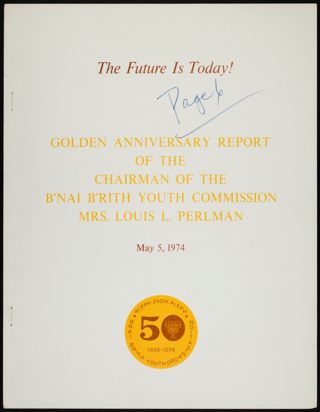 The Future Is Today!
Page 6
GOLDEN ANNIVERSARY REPORT
OF THE
CHAIRMAN OF THE
B'NAI B'RITH YOUTH COMMISSION
MRS. LOUIS L. PERLMAN
May 5, 1974
50
1924-1974
B'NAI B'RITH YOUTH ORGANIZATION